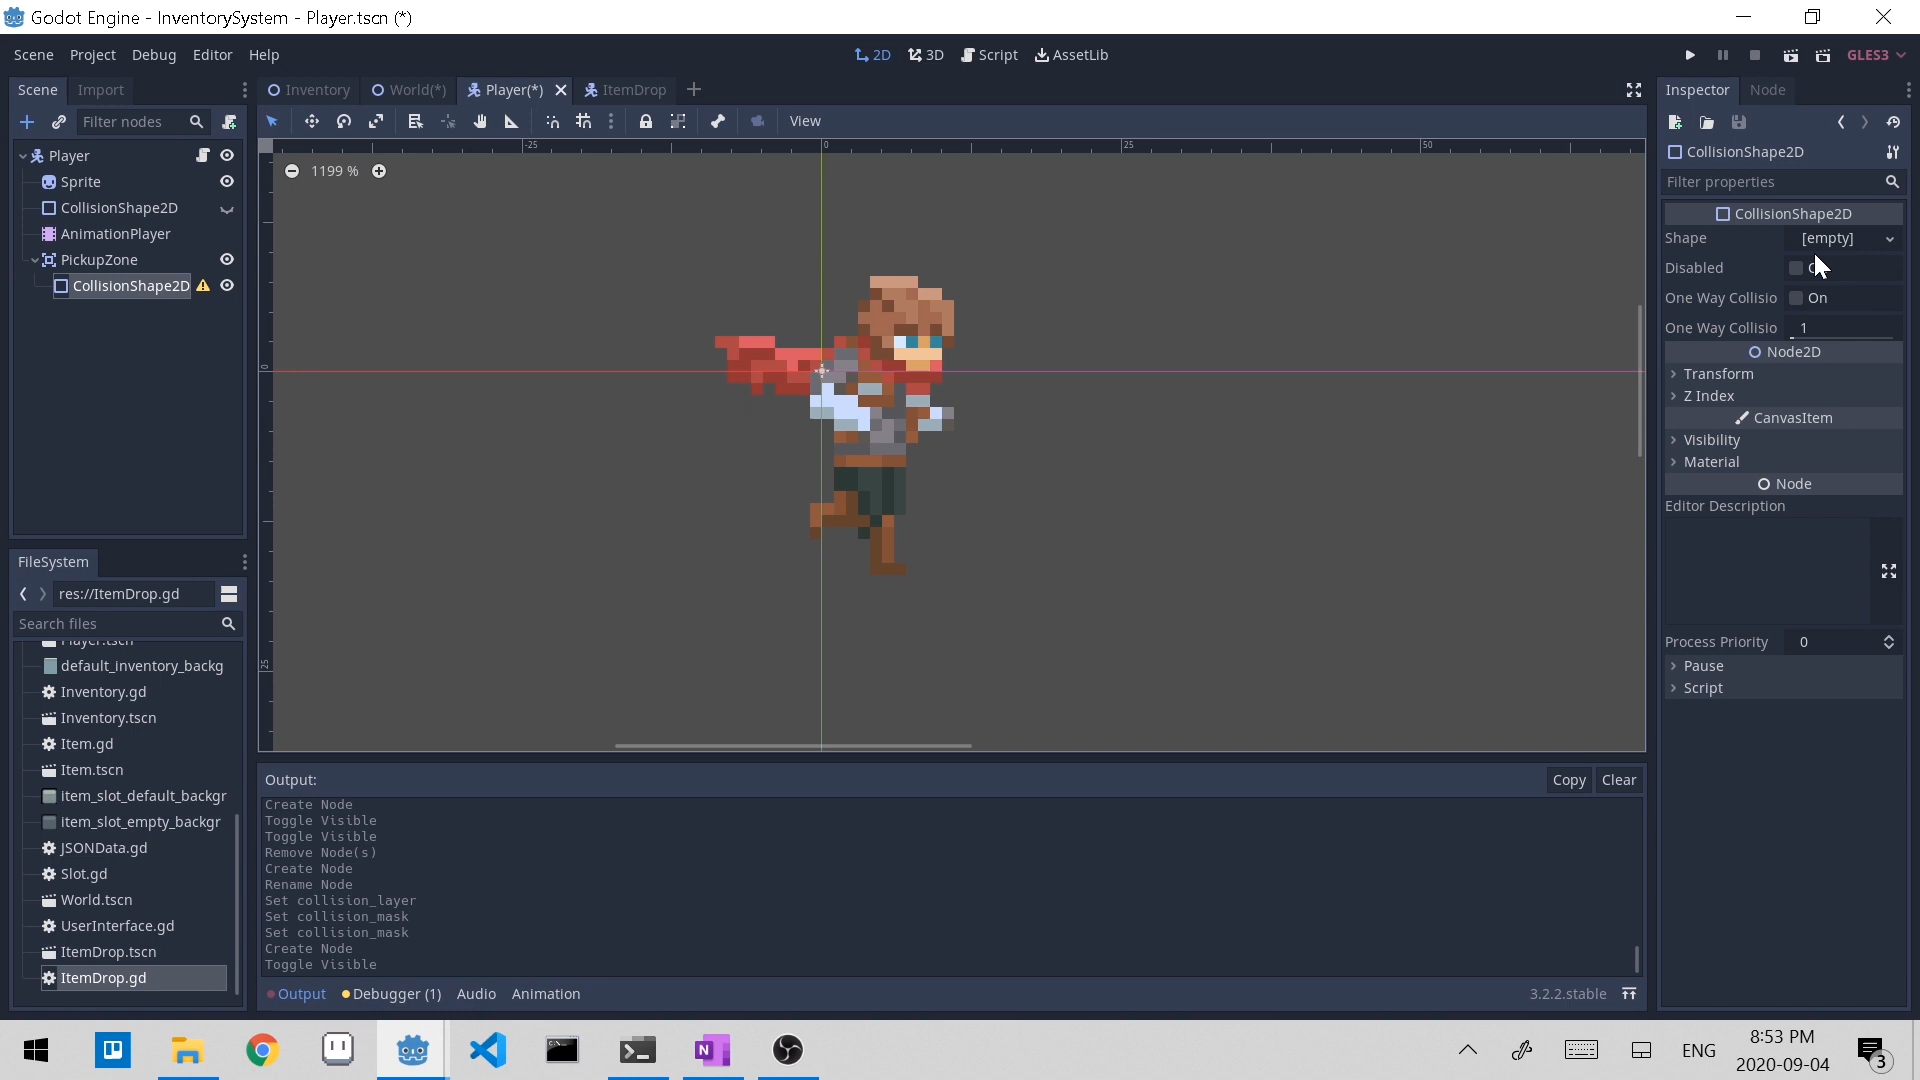 Godot Engine - InventorySystem - Player.tscn (*)
Scene Project Debug Editor Help
2D 3D Script AssetLib
GLES3
Scene Import
Inventory World(*) Player(*) ItemDrop
Inspector Node
Filter nodes
View
Player
Sprite
CollisionShape2D
AnimationPlayer
PickupZone
CollisionShape2D
1199 %
-25 0 25 50
0
25
CollisionShape2D
Filter properties
CollisionShape2D
Shape [empty]
Disabled
One Way Collisio On
One Way Collisio 1
Node2D
Transform
Z Index
CanvasItem
Visibility
Material
Node
Editor Description
Process Priority 0
Pause
Script
FileSystem
res://ItemDrop.gd
Search files
Player.tscn
default_inventory_backg
Inventory.gd
Inventory.tscn
Item.gd
Item.tscn
item_slot_default_backgr
item_slot_empty_backgr
JSONData.gd
Slot.gd
World.tscn
UserInterface.gd
ItemDrop.tscn
ItemDrop.gd
Output: Copy Clear
Create Node
Toggle Visible
Toggle Visible
Remove Node(s)
Create Node
Rename Node
Set collision_layer
Set collision_mask
Set collision_mask
Create Node
Toggle Visible
Output Debugger (1) Audio Animation 3.2.2.stable
ENG
8:53 PM
2020-09-04
3